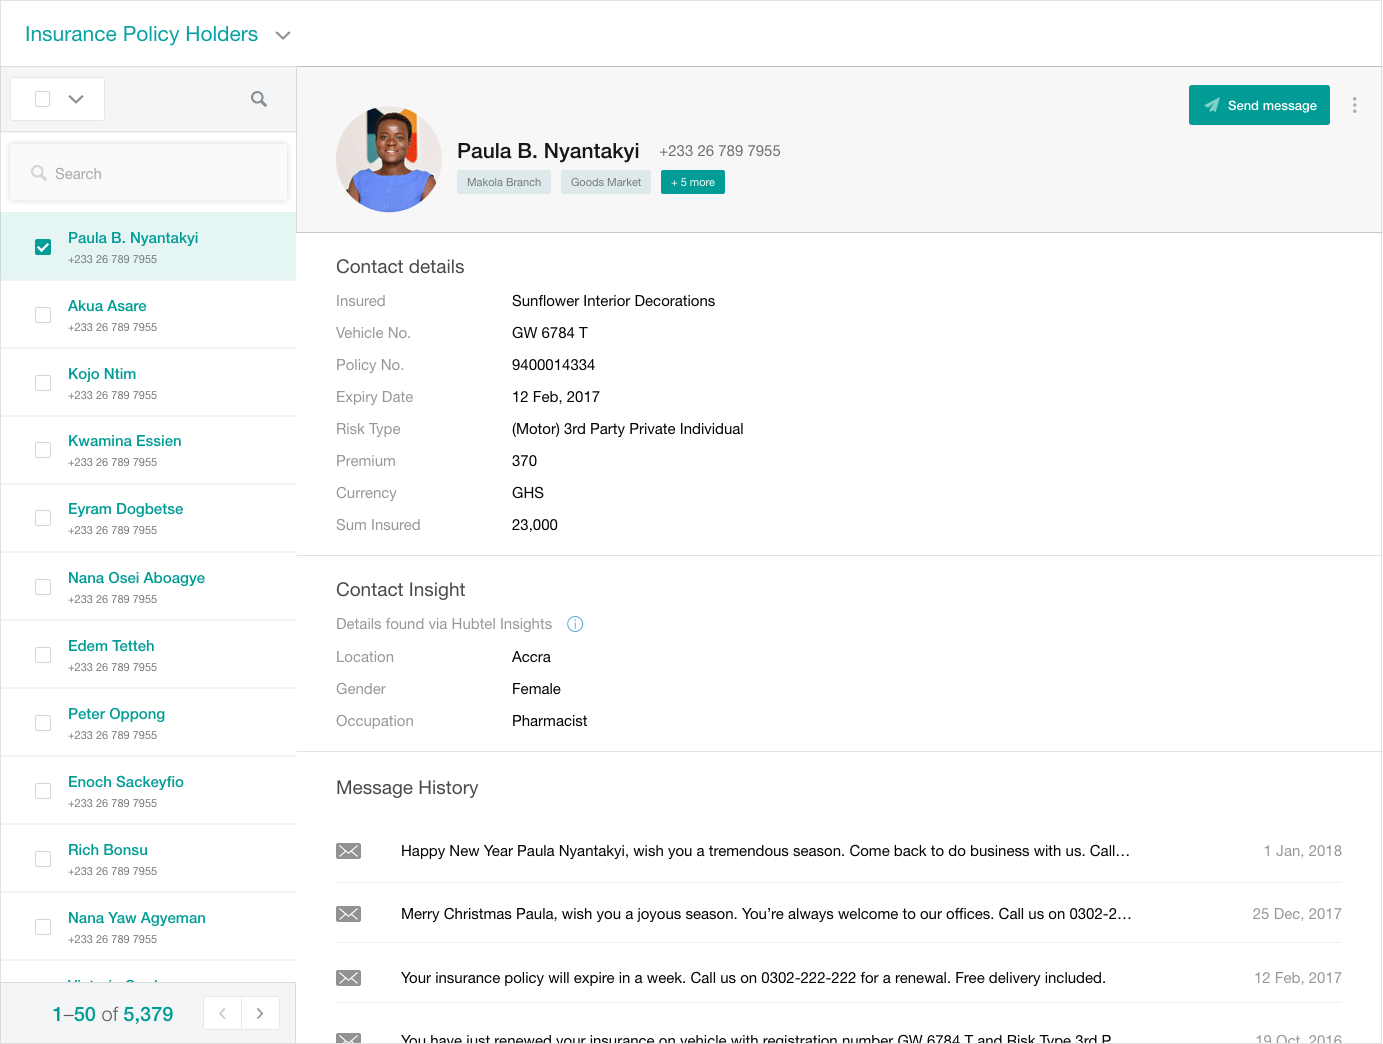 Insurance Policy Holders
Search
Paula B. Nyantakyi
+233 26 789 7955
Akua Asare
+233 26 789 7955
Kojo Ntim
+233 26 789 7955
Kwamina Essien
+233 26 789 7955
Eyram Dogbetse
+233 26 789 7955
Nana Osei Aboagye
+233 26 789 7955
Edem Tetteh
+233 26 789 7955
Peter Oppong
+233 26 789 7955
Enoch Sackeyfio
+233 26 789 7955
Rich Bonsu
+233 26 789 7955
Nana Yaw Agyeman
+233 26 789 7955
1–50 of 5,379
Send message
Paula B. Nyantakyi +233 26 789 7955
Makola Branch Goods Market + 5 more
Contact details
Insured Sunflower Interior Decorations
Vehicle No. GW 6784 T
Policy No. 9400014334
Expiry Date 12 Feb, 2017
Risk Type (Motor) 3rd Party Private Individual
Premium 370
Currency GHS
Sum Insured 23,000
Contact Insight
Details found via Hubtel Insights
Location Accra
Gender Female
Occupation Pharmacist
Message History
Happy New Year Paula Nyantakyi, wish you a tremendous season. Come back to do business with us. Call… 1 Jan, 2018
Merry Christmas Paula, wish you a joyous season. You’re always welcome to our offices. Call us on 0302-2… 25 Dec, 2017
Your insurance policy will expire in a week. Call us on 0302-222-222 for a renewal. Free delivery included. 12 Feb, 2017
You have just renewed your insurance on vehicle with registration number GW 6784 T and Risk Type 3rd P… 19 Oct, 2016